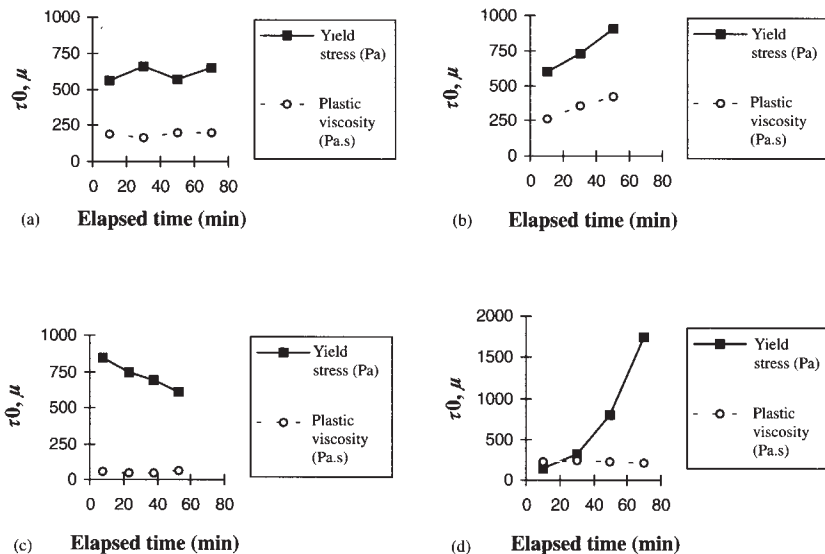 1000
750
500
250
0
τ0, μ
0 20 40 60 80
(a) Elapsed time (min)
Yield
stress (Pa)
Plastic
viscosity
(Pa.s)
1000
750
500
250
0
τ0, μ
0 20 40 60 80
(b) Elapsed time (min)
Yield
stress (Pa)
Plastic
viscosity
(Pa.s)
1000
750
500
250
0
τ0, μ
0 20 40 60 80
(c) Elapsed time (min)
Yield
stress (Pa)
Plastic
viscosity
(Pa.s)
2000
1500
1000
500
0
τ0, μ
0 20 40 60 80
(d) Elapsed time (min)
Yield
stress (Pa)
Plastic
viscosity
(Pa.s)